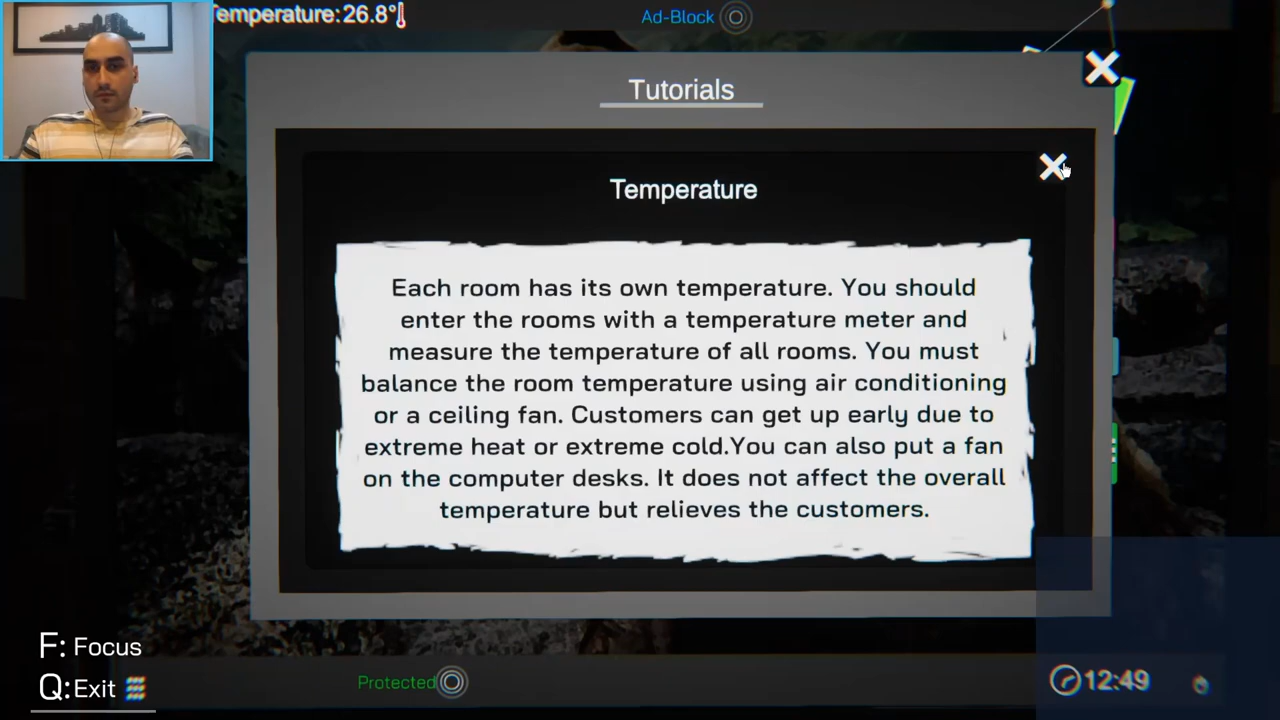 Temperature: 26.8°
Ad-Block
Tutorials
Temperature
Each room has its own temperature. You should
enter the rooms with a temperature meter and
measure the temperature of all rooms. You must
balance the room temperature using air conditioning
or a ceiling fan. Customers can get up early due to
extreme heat or extreme cold.You can also put a fan
on the computer desks. It does not affect the overall
temperature but relieves the customers.
F: Focus
Q:Exit
Protected
12:49